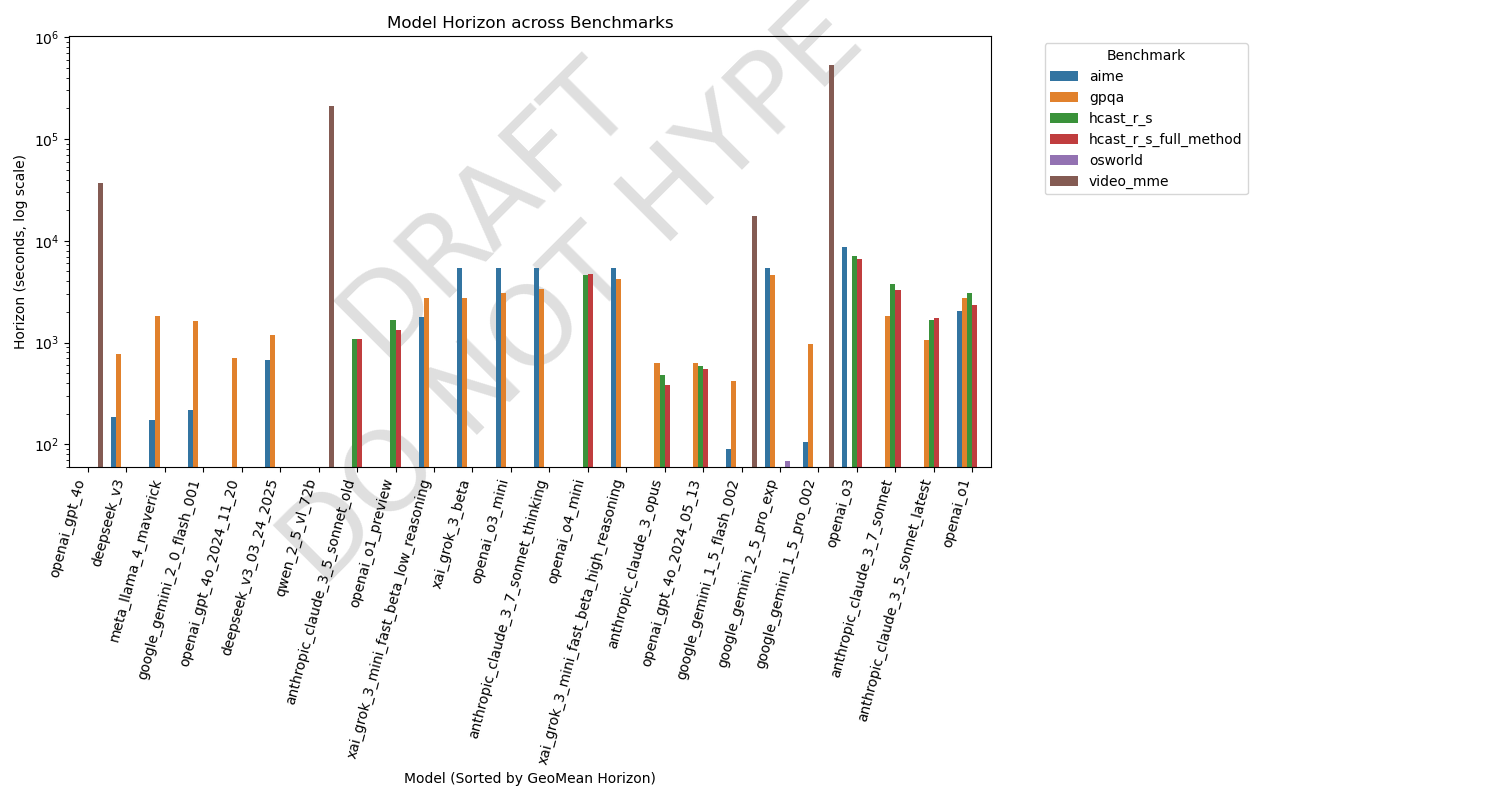 Model Horizon across Benchmarks
DRAFT
DO NOT HYPE
Horizon (seconds, log scale)
10⁶
10⁵
10⁴
10³
10²
openai_gpt_4o
deepseek_v3
meta_llama_4_maverick
google_gemini_2_0_flash_001
openai_gpt_4o_2024_11_20
deepseek_v3_03_24_2025
qwen_2_5_vl_72b
anthropic_claude_3_5_sonnet_old
openai_o1_preview
xai_grok_3_mini_fast_beta_low_reasoning
xai_grok_3_beta
openai_o3_mini
anthropic_claude_3_7_sonnet_thinking
openai_o4_mini
xai_grok_3_mini_fast_beta_high_reasoning
anthropic_claude_3_opus
openai_gpt_4o_2024_05_13
google_gemini_1_5_flash_002
google_gemini_2_5_pro_exp
google_gemini_1_5_pro_002
openai_o3
anthropic_claude_3_7_sonnet
anthropic_claude_3_5_sonnet_latest
openai_o1
Model (Sorted by GeoMean Horizon)
Benchmark
aime
gpqa
hcast_r_s
hcast_r_s_full_method
osworld
video_mme